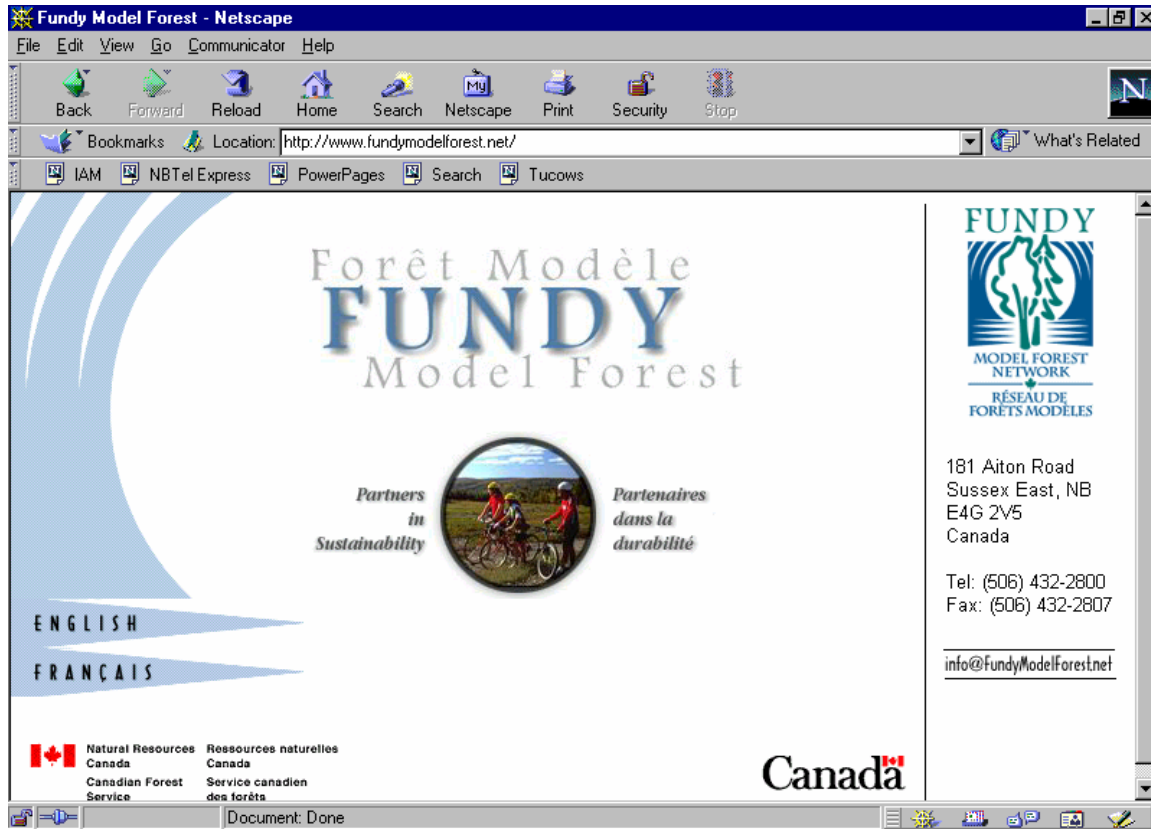 Fundy Model Forest - Netscape
File Edit View Go Communicator Help
Back Forward Reload Home Search Netscape Print Security Stop
My
N
Bookmarks Location: http://www.fundymodelforest.net/ What's Related
IAM NBTel Express PowerPages Search Tucows
Forêt Modèle
FUNDY
Model Forest
Partners
in
Sustainability
Partenaires
dans la
durabilité
ENGLISH
FRANÇAIS
Natural Resources
Canada
Canadian Forest
Service
Ressources naturelles
Canada
Service canadien
des forêts
Canada
FUNDY
MODEL FOREST
NETWORK
RÉSEAU DE
FORÊTS MODÈLES
181 Aiton Road
Sussex East, NB
E4G 2V5
Canada
Tel: (506) 432-2800
Fax: (506) 432-2807
info@FundyModelForest.net
Document: Done